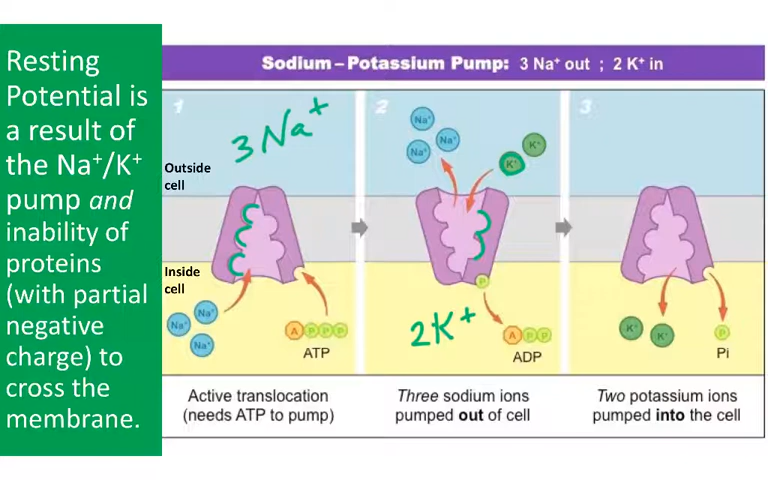 Resting
Potential is
a result of
the Na⁺/K⁺
pump and
inability of
proteins
(with partial
negative
charge) to
cross the
membrane.
Sodium – Potassium Pump: 3 Na⁺ out ; 2 K⁺ in
1
3Na⁺
Outside
cell
Inside
cell
Na⁺
Na⁺
Na⁺
A P P P
ATP
2
Na⁺
Na⁺
Na⁺
K⁺
K⁺
P
2K⁺
A P P
ADP
3
K⁺
K⁺
P
Pi
Active translocation
(needs ATP to pump)
Three sodium ions
pumped out of cell
Two potassium ions
pumped into the cell